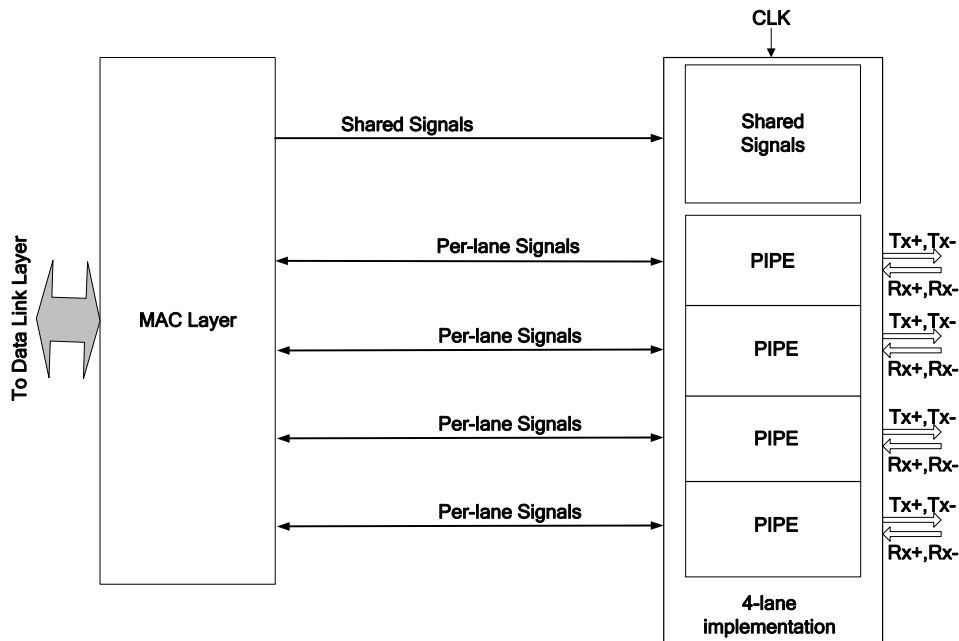 CLK
Shared Signals
Shared
Signals
Per-lane Signals
PIPE
Tx+,Tx-
Rx+,Rx-
To Data Link Layer
MAC Layer
Per-lane Signals
PIPE
Tx+,Tx-
Rx+,Rx-
Per-lane Signals
PIPE
Tx+,Tx-
Rx+,Rx-
Per-lane Signals
PIPE
Tx+,Tx-
Rx+,Rx-
4-lane
implementation